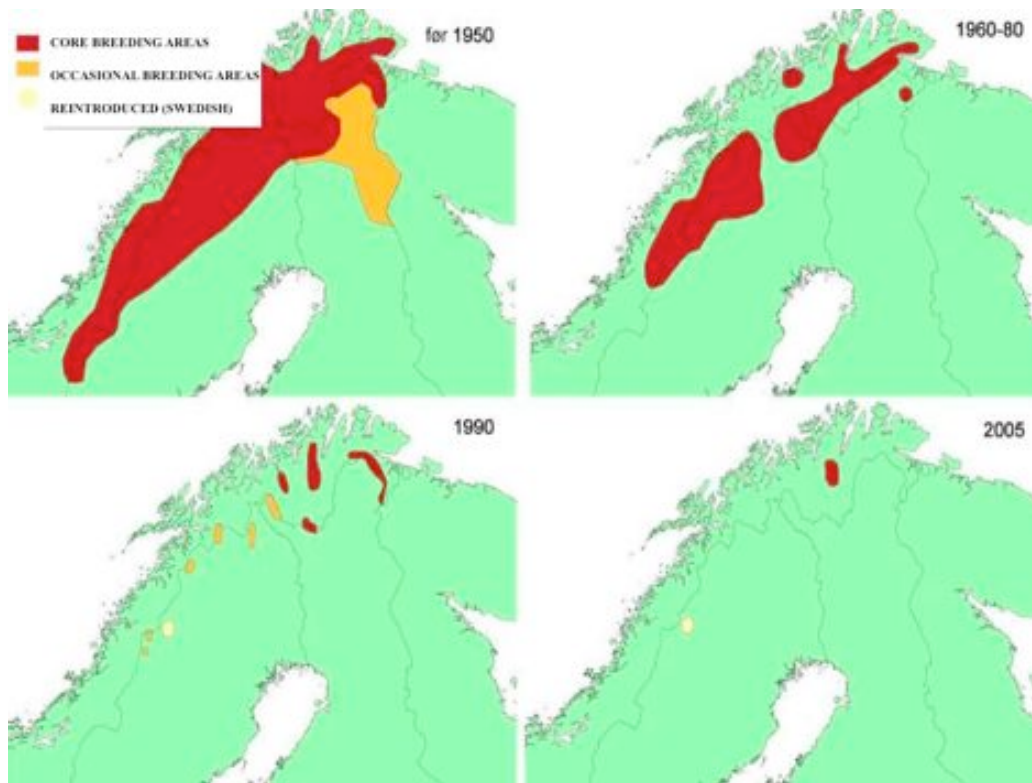 CORE BREEDING AREAS
OCCASIONAL BREEDING AREAS
REINTRODUCED (SWEDISH)
før 1950
1960-80
1990
2005